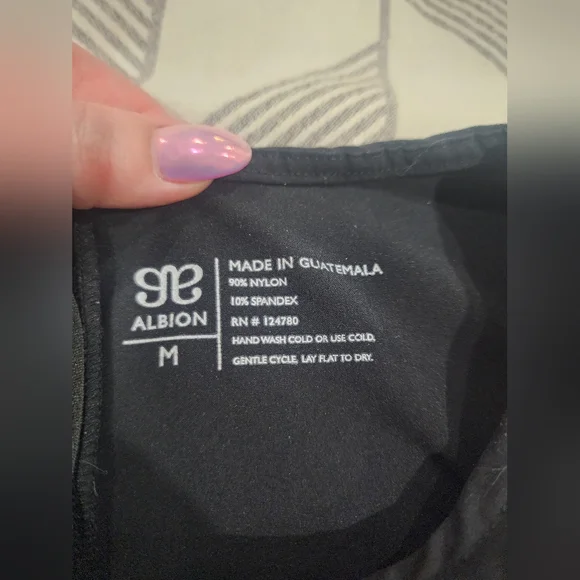 ALBION
M
MADE IN GUATEMALA
90% NYLON
10% SPANDEX
RN # 124780
HAND WASH COLD OR USE COLD,
GENTLE CYCLE, LAY FLAT TO DRY.